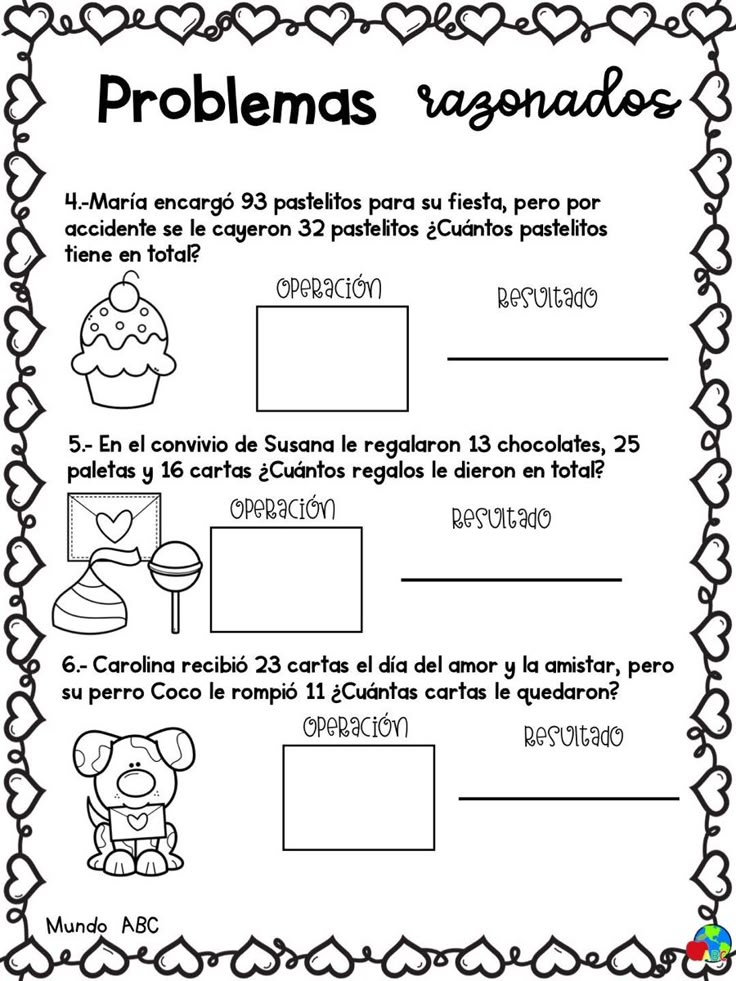 Problemas razonados
4.-María encargó 93 pastelitos para su fiesta, pero por
accidente se le cayeron 32 pastelitos ¿Cuántos pastelitos
tiene en total?
Operación
Resultado
5.- En el convivio de Susana le regalaron 13 chocolates, 25
paletas y 16 cartas ¿Cuántos regalos le dieron en total?
Operación
Resultado
6.- Carolina recibió 23 cartas el día del amor y la amistar, pero
su perro Coco le rompió 11 ¿Cuántas cartas le quedaron?
Operación
Resultado
Mundo ABC
ABC